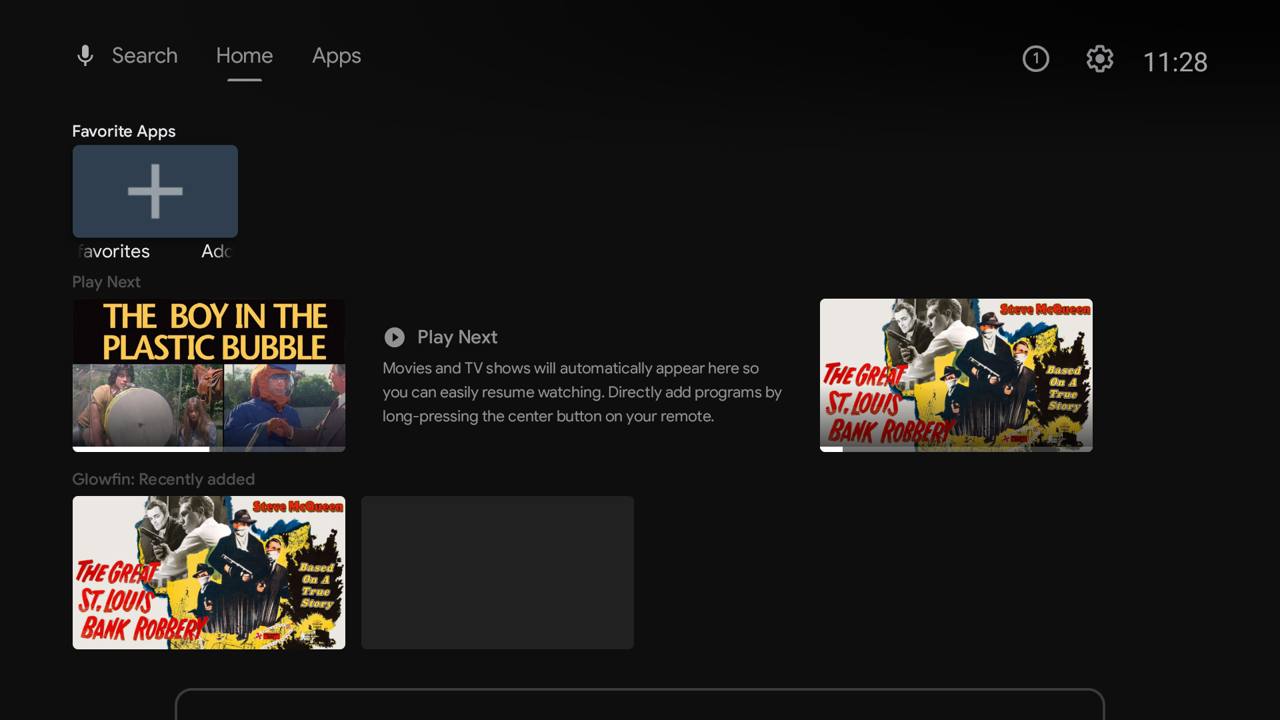 Search
Home
Apps
1
11:28
Favorite Apps
favorites
Add
Play Next
THE BOY IN THE
PLASTIC BUBBLE
Play Next
Movies and TV shows will automatically appear here so
you can easily resume watching. Directly add programs by
long-pressing the center button on your remote.
Steve McQueen
THE GREAT
ST. LOUIS
BANK ROBBERY
Based
On A
True
Story
Glowfin: Recently added
Steve McQueen
THE GREAT
ST. LOUIS
BANK ROBBERY
Based
On A
True
Story